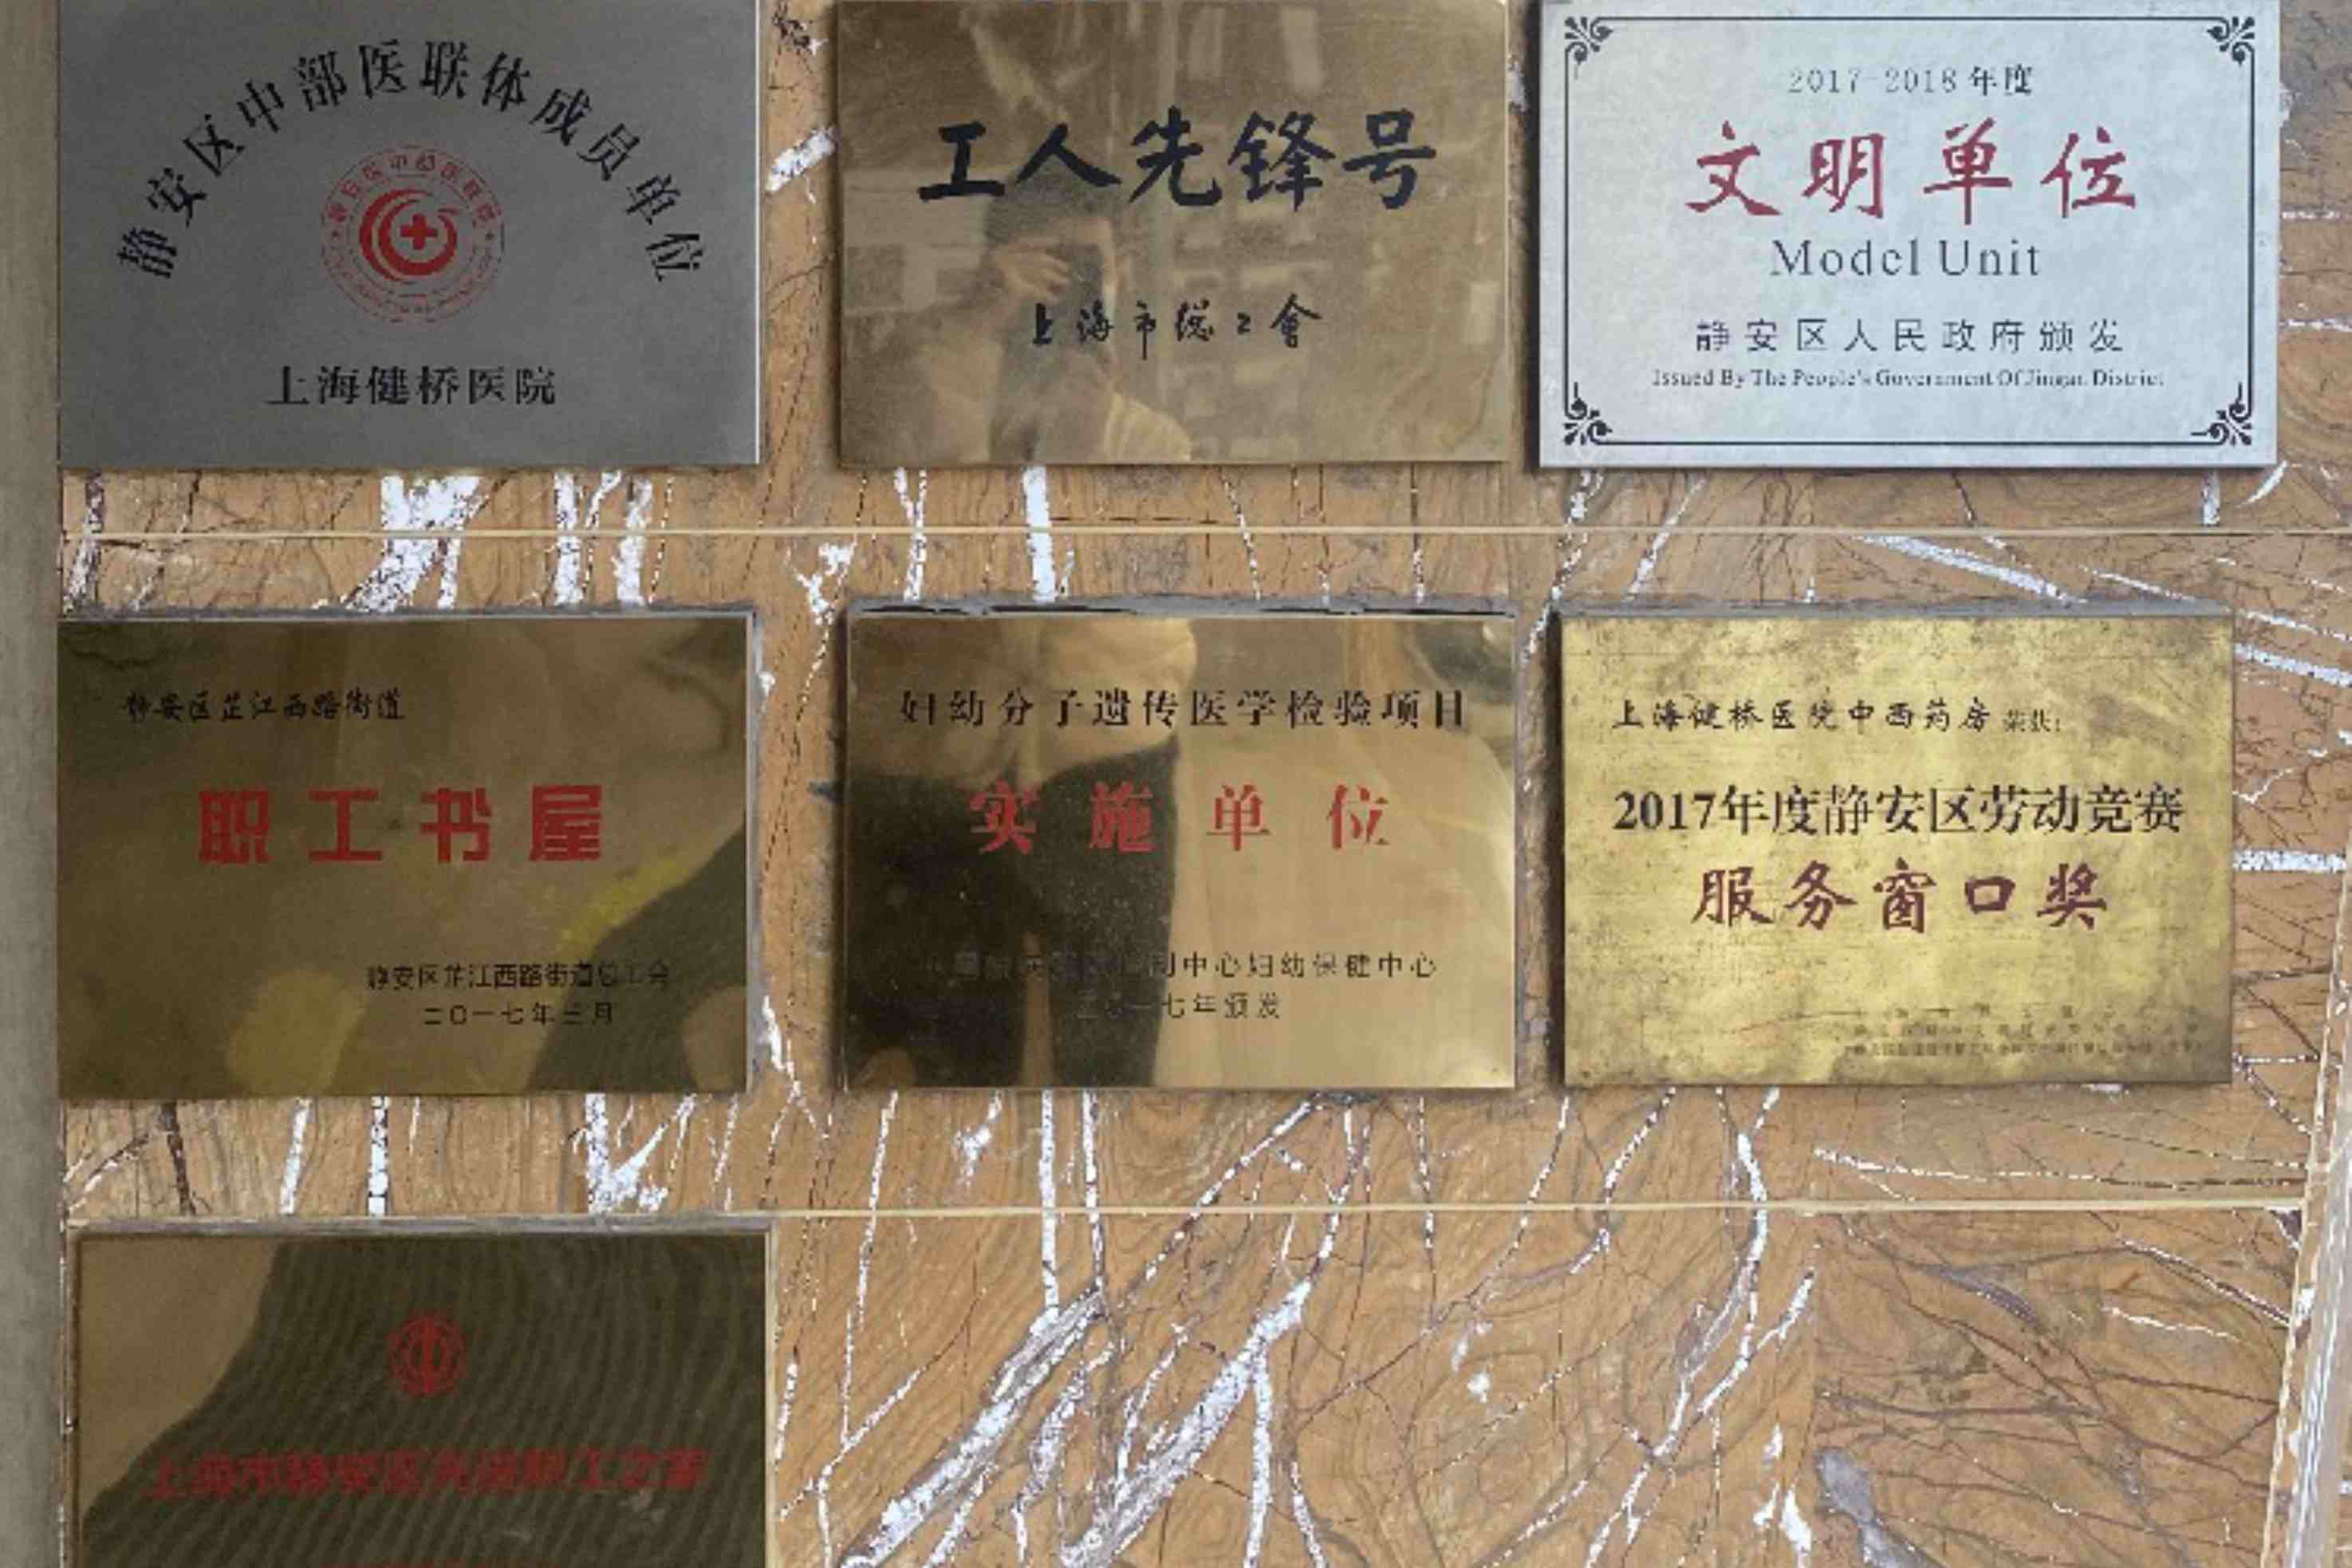 静安区中部医联体成员单位
上海健桥医院
工人先锋号
上海市总工會
2017-2018年度
文明单位
Model Unit
静安区人民政府颁发
Issued By The People's Government Of Jingan District
静安区芷江西路街道
职工书屋
静安区芷江西路街道总工会
二〇一七年三月
妇幼分子遗传医学检验项目
实施单位
制中心妇幼保健中心
二〇一七年颁发
上海健桥医院中西药房 荣获:
2017年度静安区劳动竞赛
服务窗口奖
上海市静安区先进职工之家